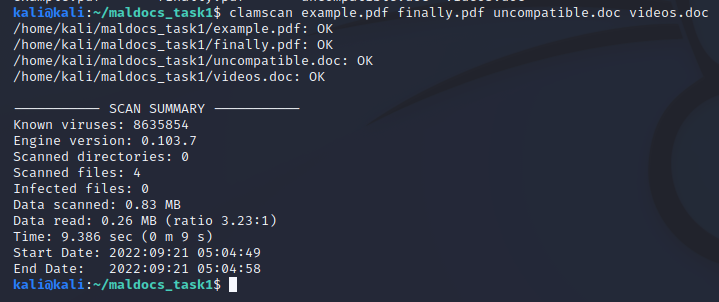 kali@kali:~/maldocs_task1$ clamscan example.pdf finally.pdf uncompatible.doc videos.doc
/home/kali/maldocs_task1/example.pdf: OK
/home/kali/maldocs_task1/finally.pdf: OK
/home/kali/maldocs_task1/uncompatible.doc: OK
/home/kali/maldocs_task1/videos.doc: OK
----------- SCAN SUMMARY -----------
Known viruses: 8635854
Engine version: 0.103.7
Scanned directories: 0
Scanned files: 4
Infected files: 0
Data scanned: 0.83 MB
Data read: 0.26 MB (ratio 3.23:1)
Time: 9.386 sec (0 m 9 s)
Start Date: 2022:09:21 05:04:49
End Date:   2022:09:21 05:04:58
kali@kali:~/maldocs_task1$